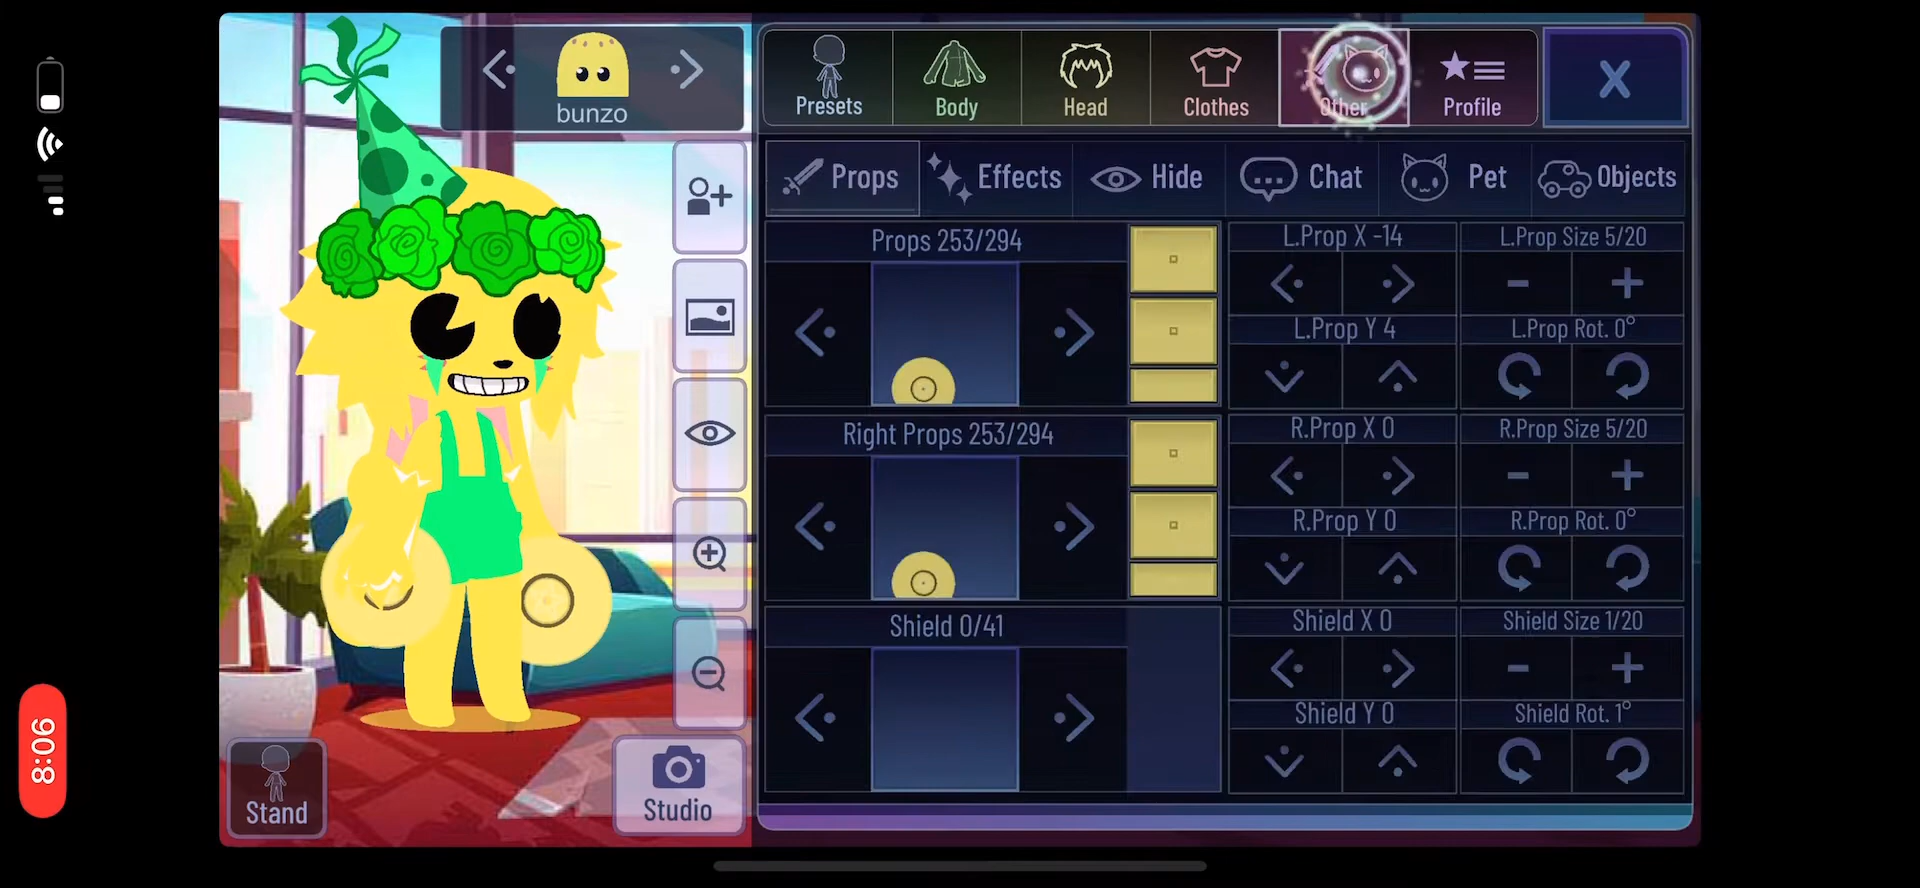 8:06
bunzo
Stand
Studio
Presets
Body
Head
Clothes
Other
Profile
X
Props
Effects
Hide
Chat
Pet
Objects
Props 253/294
L.Prop X -14
L.Prop Size 5/20
L.Prop Y 4
L.Prop Rot. 0°
Right Props 253/294
R.Prop X 0
R.Prop Size 5/20
R.Prop Y 0
R.Prop Rot. 0°
Shield 0/41
Shield X 0
Shield Size 1/20
Shield Y 0
Shield Rot. 1°